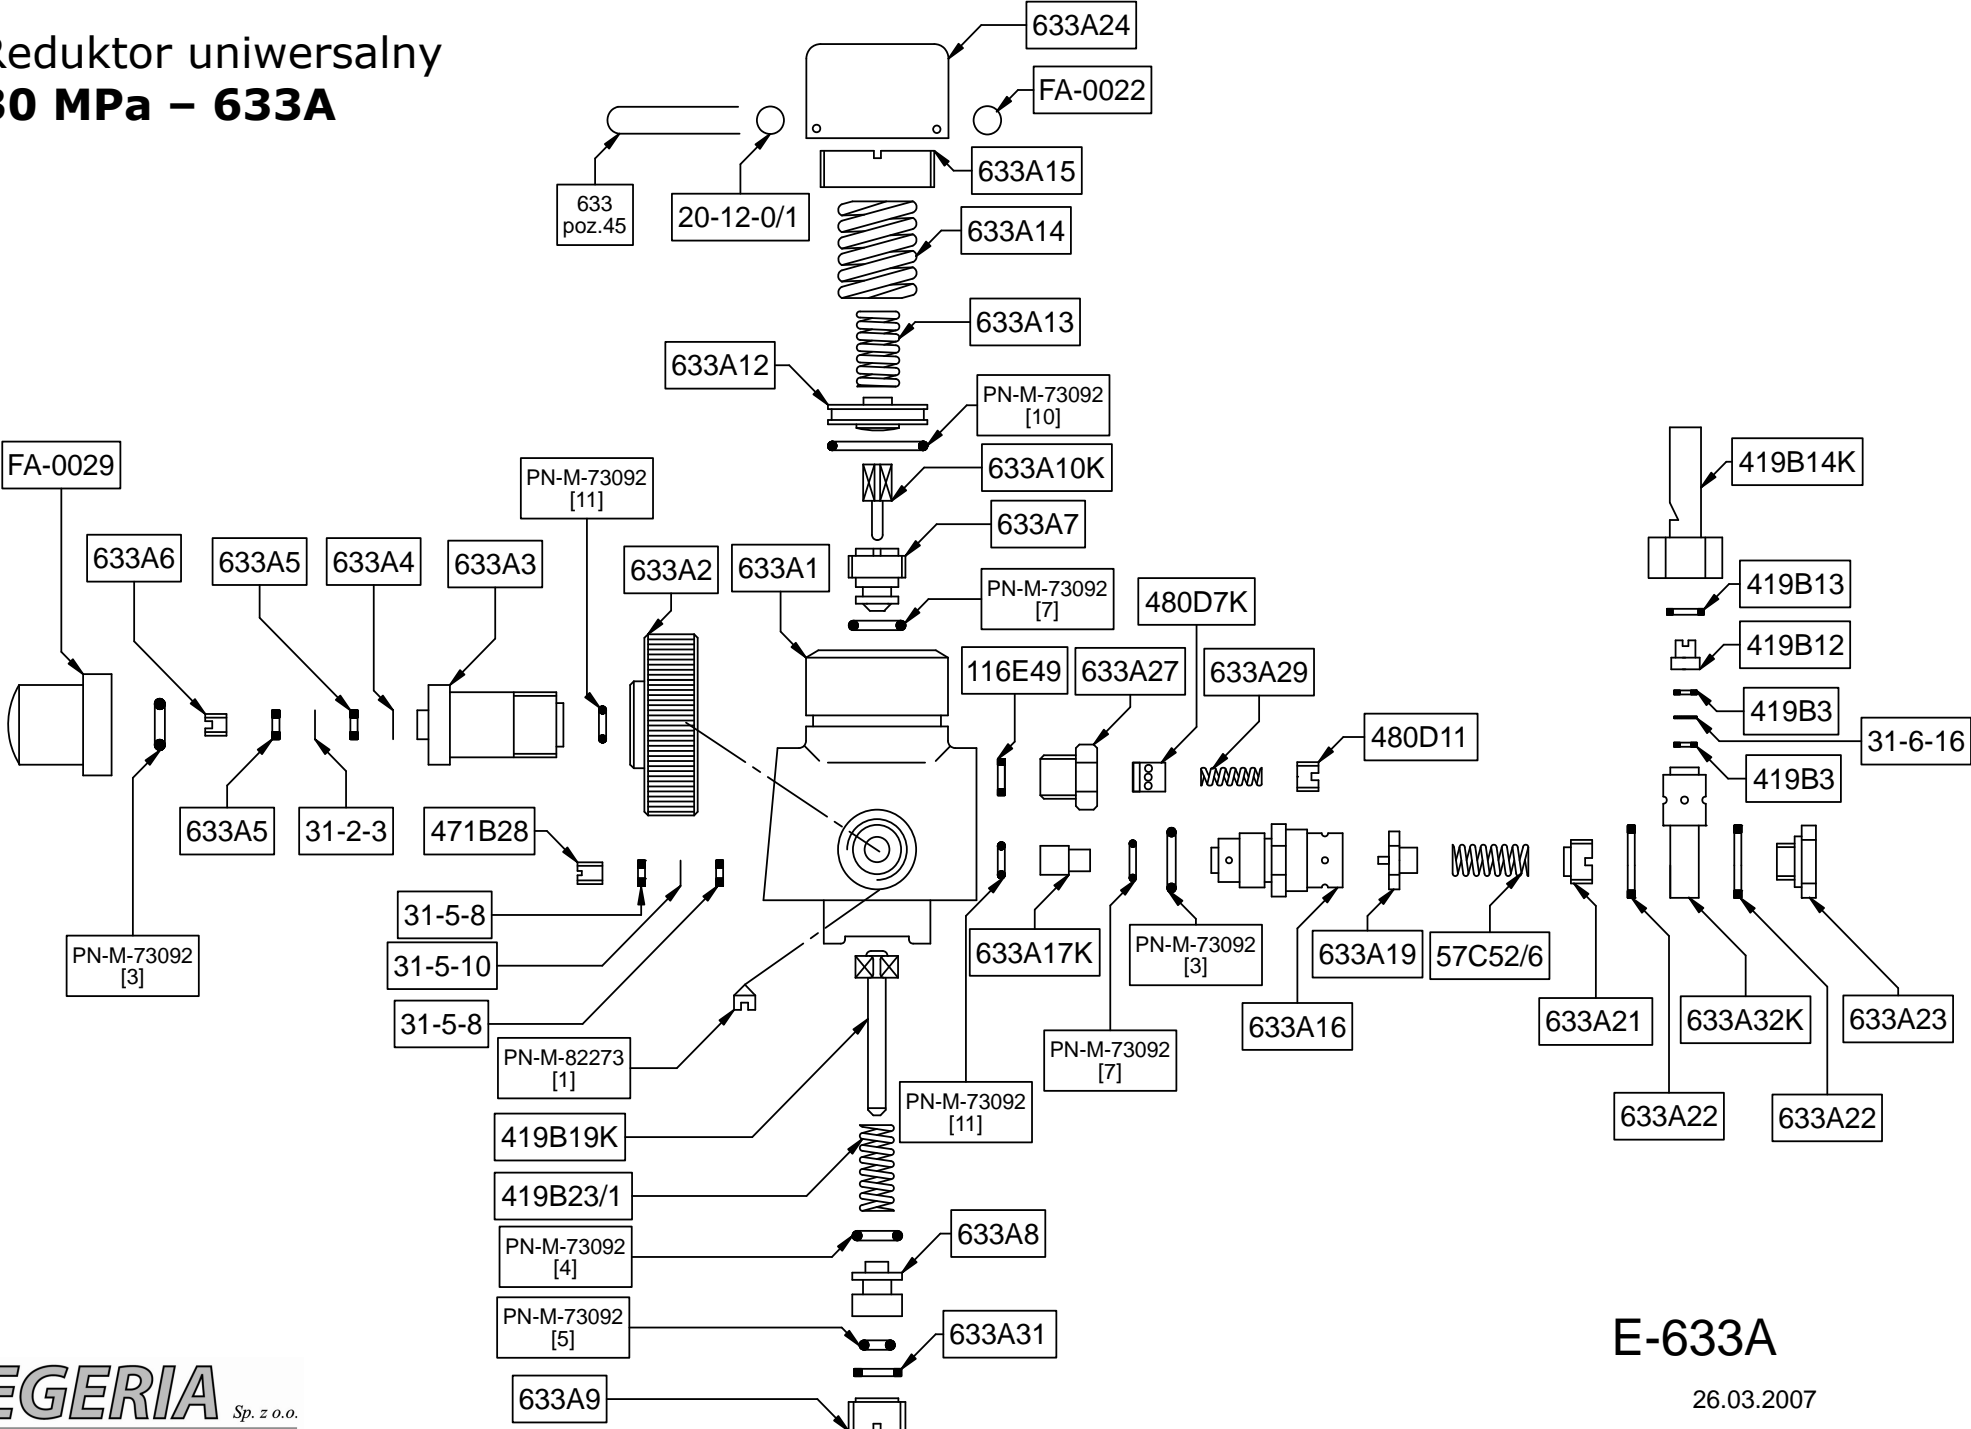 Reduktor uniwersalny
30 MPa – 633A
633A24
FA-0022
633A15
633
poz.45
20-12-0/1
633A14
633A13
633A12
PN-M-73092
[10]
633A10K
419B14K
FA-0029
PN-M-73092
[11]
633A7
633A6
633A5
633A4
633A3
633A2
633A1
PN-M-73092
[7]
480D7K
419B13
419B12
116E49
633A27
633A29
419B3
480D11
31-6-16
419B3
633A5
31-2-3
471B28
31-5-8
PN-M-73092
[3]
31-5-10
633A17K
PN-M-73092
[3]
633A19
57C52/6
31-5-8
633A16
633A21
633A32K
633A23
PN-M-82273
[1]
PN-M-73092
[7]
PN-M-73092
[11]
633A22
633A22
419B19K
419B23/1
633A8
PN-M-73092
[4]
PN-M-73092
[5]
633A31
E-633A
633A9
26.03.2007
EGERIA Sp. z o.o.